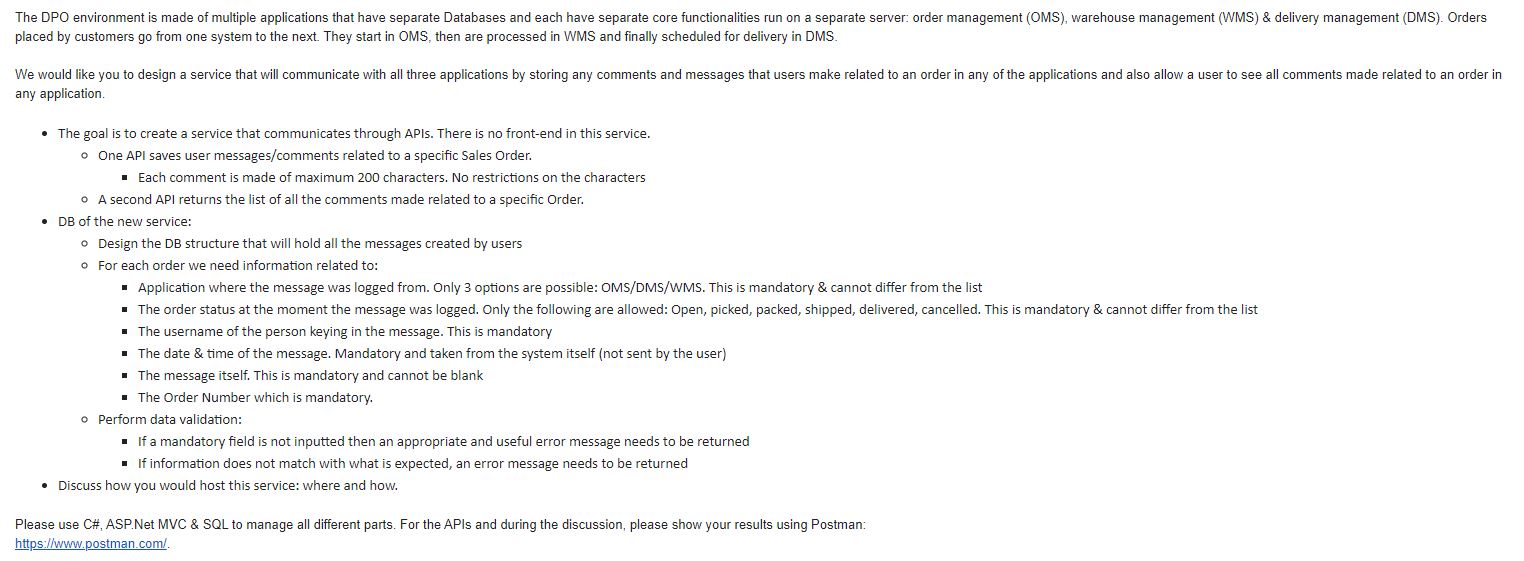 The DPO environment is made of multiple applications that have separate Databases and each have separate core functionalities run on a separate server: order management (OMS), warehouse management (WMS) & delivery management (DMS). Orders
placed by customers go from one system to the next. They start in OMS, then are processed in WMS and finally scheduled for delivery in DMS.
We would like you to design a service that will communicate with all three applications by storing any comments and messages that users make related to an order in any of the applications and also allow a user to see all comments made related to an order in
any application.
• The goal is to create a service that communicates through APIs. There is no front-end in this service.
o One API saves user messages/comments related to a specific Sales Order.
▪ Each comment is made of maximum 200 characters. No restrictions on the characters
o A second API returns the list of all the comments made related to a specific Order.
• DB of the new service:
o Design the DB structure that will hold all the messages created by users
o For each order we need information related to:
▪ Application where the message was logged from. Only 3 options are possible: OMS/DMS/WMS. This is mandatory & cannot differ from the list
▪ The order status at the moment the message was logged. Only the following are allowed: Open, picked, packed, shipped, delivered, cancelled. This is mandatory & cannot differ from the list
▪ The username of the person keying in the message. This is mandatory
▪ The date & time of the message. Mandatory and taken from the system itself (not sent by the user)
▪ The message itself. This is mandatory and cannot be blank
▪ The Order Number which is mandatory.
o Perform data validation:
▪ If a mandatory field is not inputted then an appropriate and useful error message needs to be returned
▪ If information does not match with what is expected, an error message needs to be returned
• Discuss how you would host this service: where and how.
Please use C#, ASP.Net MVC & SQL to manage all different parts. For the APIs and during the discussion, please show your results using Postman:
https://www.postman.com/.